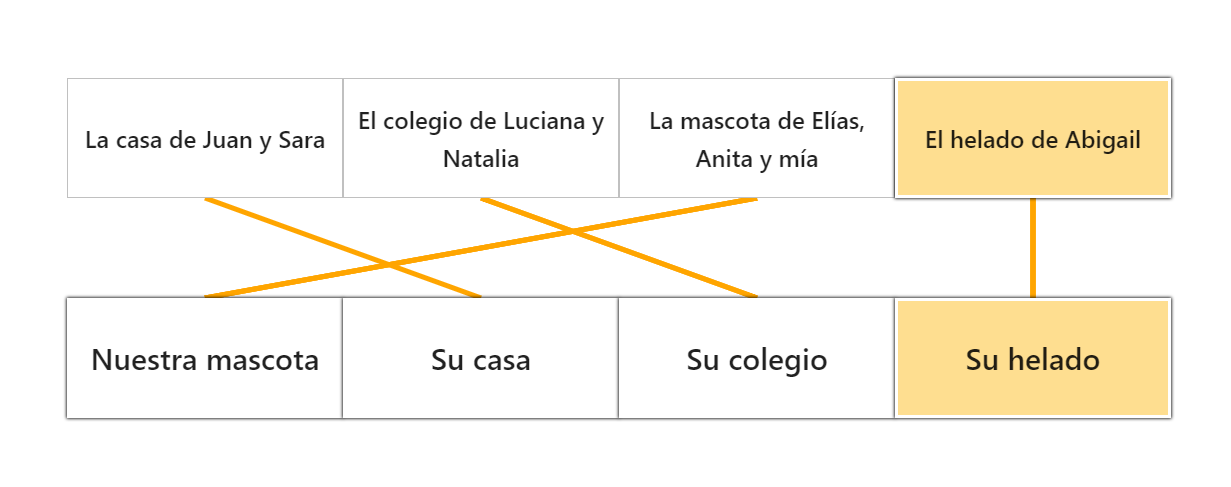 La casa de Juan y Sara
El colegio de Luciana y
Natalia
La mascota de Elías,
Anita y mía
El helado de Abigail
Nuestra mascota
Su casa
Su colegio
Su helado